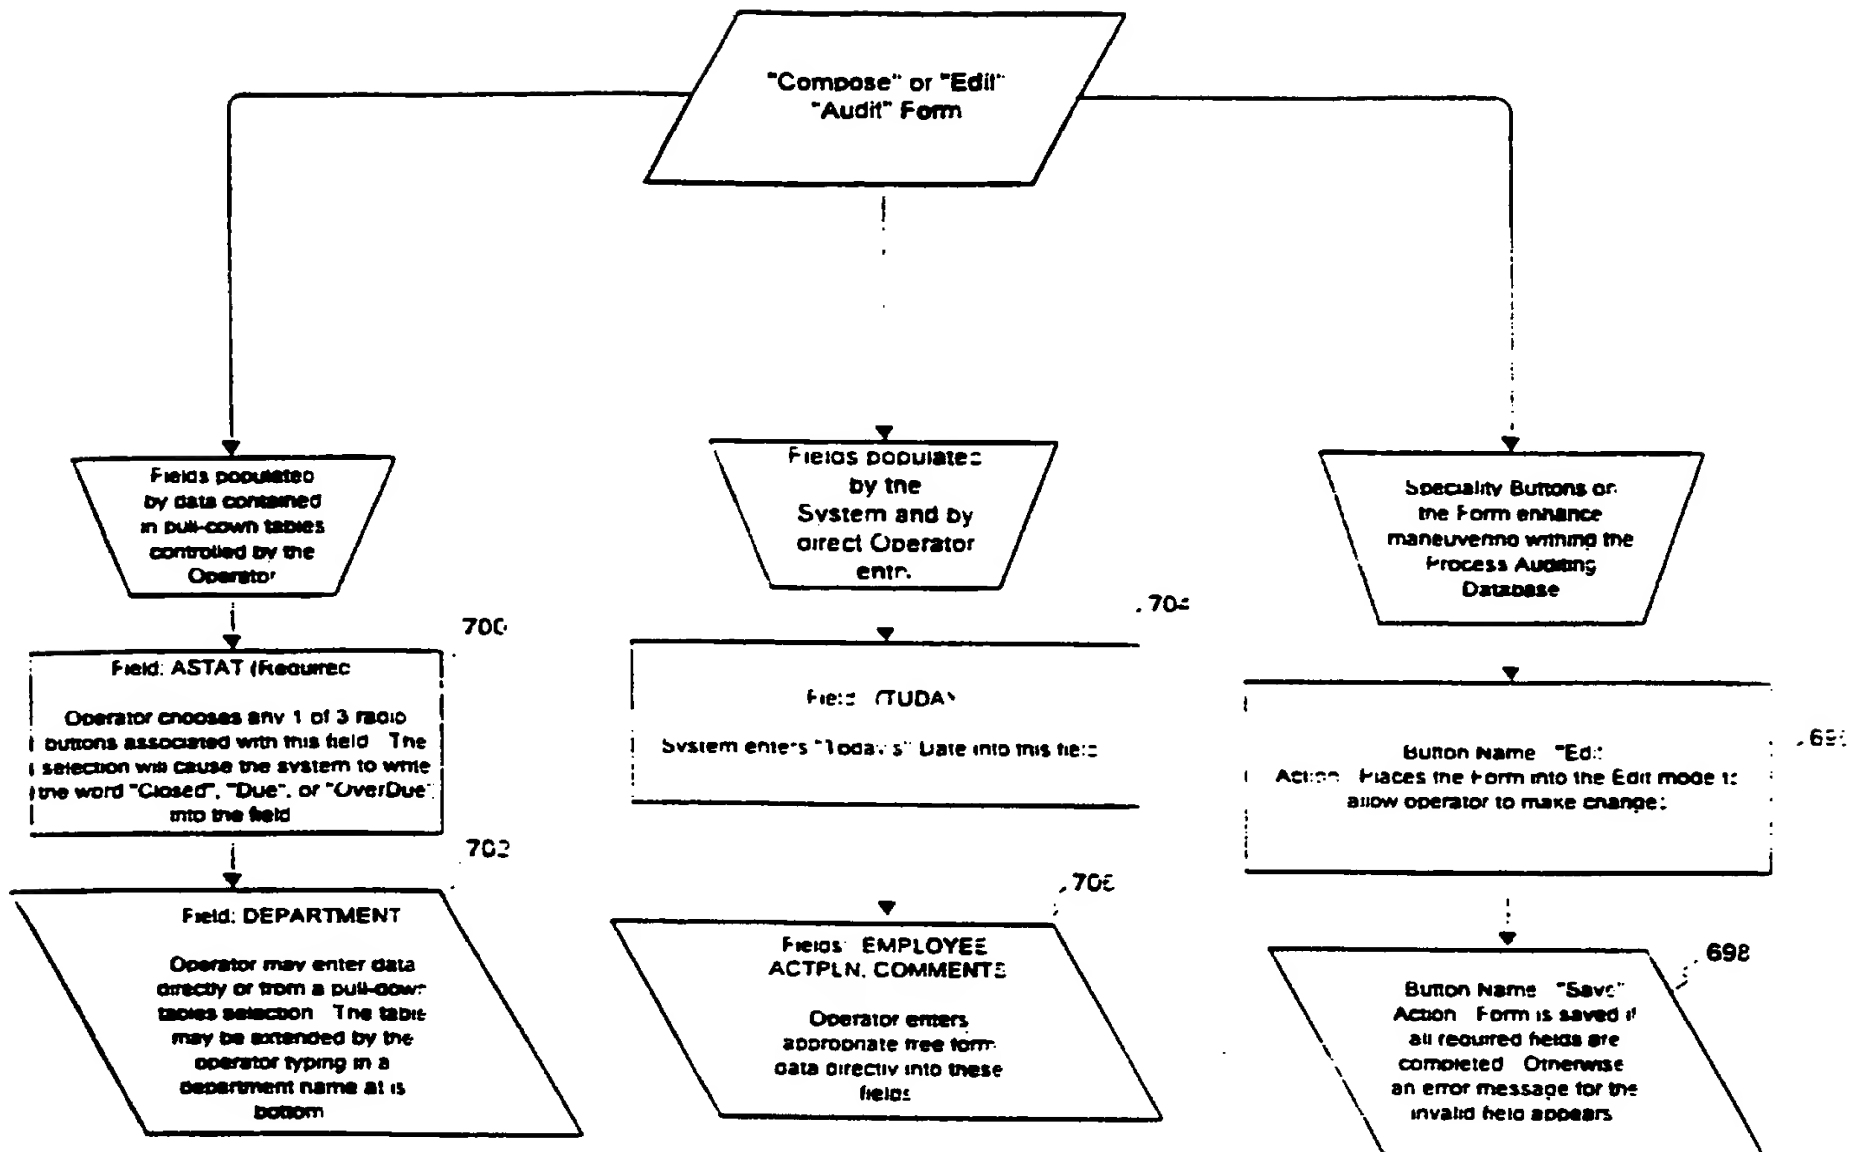 "Compose" or "Edit"
"Audit" Form
Fields populated
by data contained
in pull-down tables
controlled by the
Operator
Fields populated
by the
System and by
direct Operator
700
Field: ASTAT (Required
Operator chooses any 1 of 3 radio
buttons associated with this field The
selection will cause the system to write
the word "Closed", "Due", or "OverDue"
into the field
702
Field: DEPARTMENT
Operator may enter data
directly or from a pull-down
tables selection The table
may be extended by the
operator typing in a
department name at is
bottom
Field
System enters "Today's" Date into this field
Fields: EMPLOYEE
ACTPLN, COMMENTS
Operator enters
appropriate free form
data directly into these
fields
Speciality Buttons on
the Form enhance
maneuvering withing the
Process Auditing
Database
Button Name "Edit
Action Places the Form into the Edit mode to
allow operator to make changes
698
Button Name "Save"
Action Form is saved if
all required fields are
completed Otherwise
an error message for the
invalid field appears